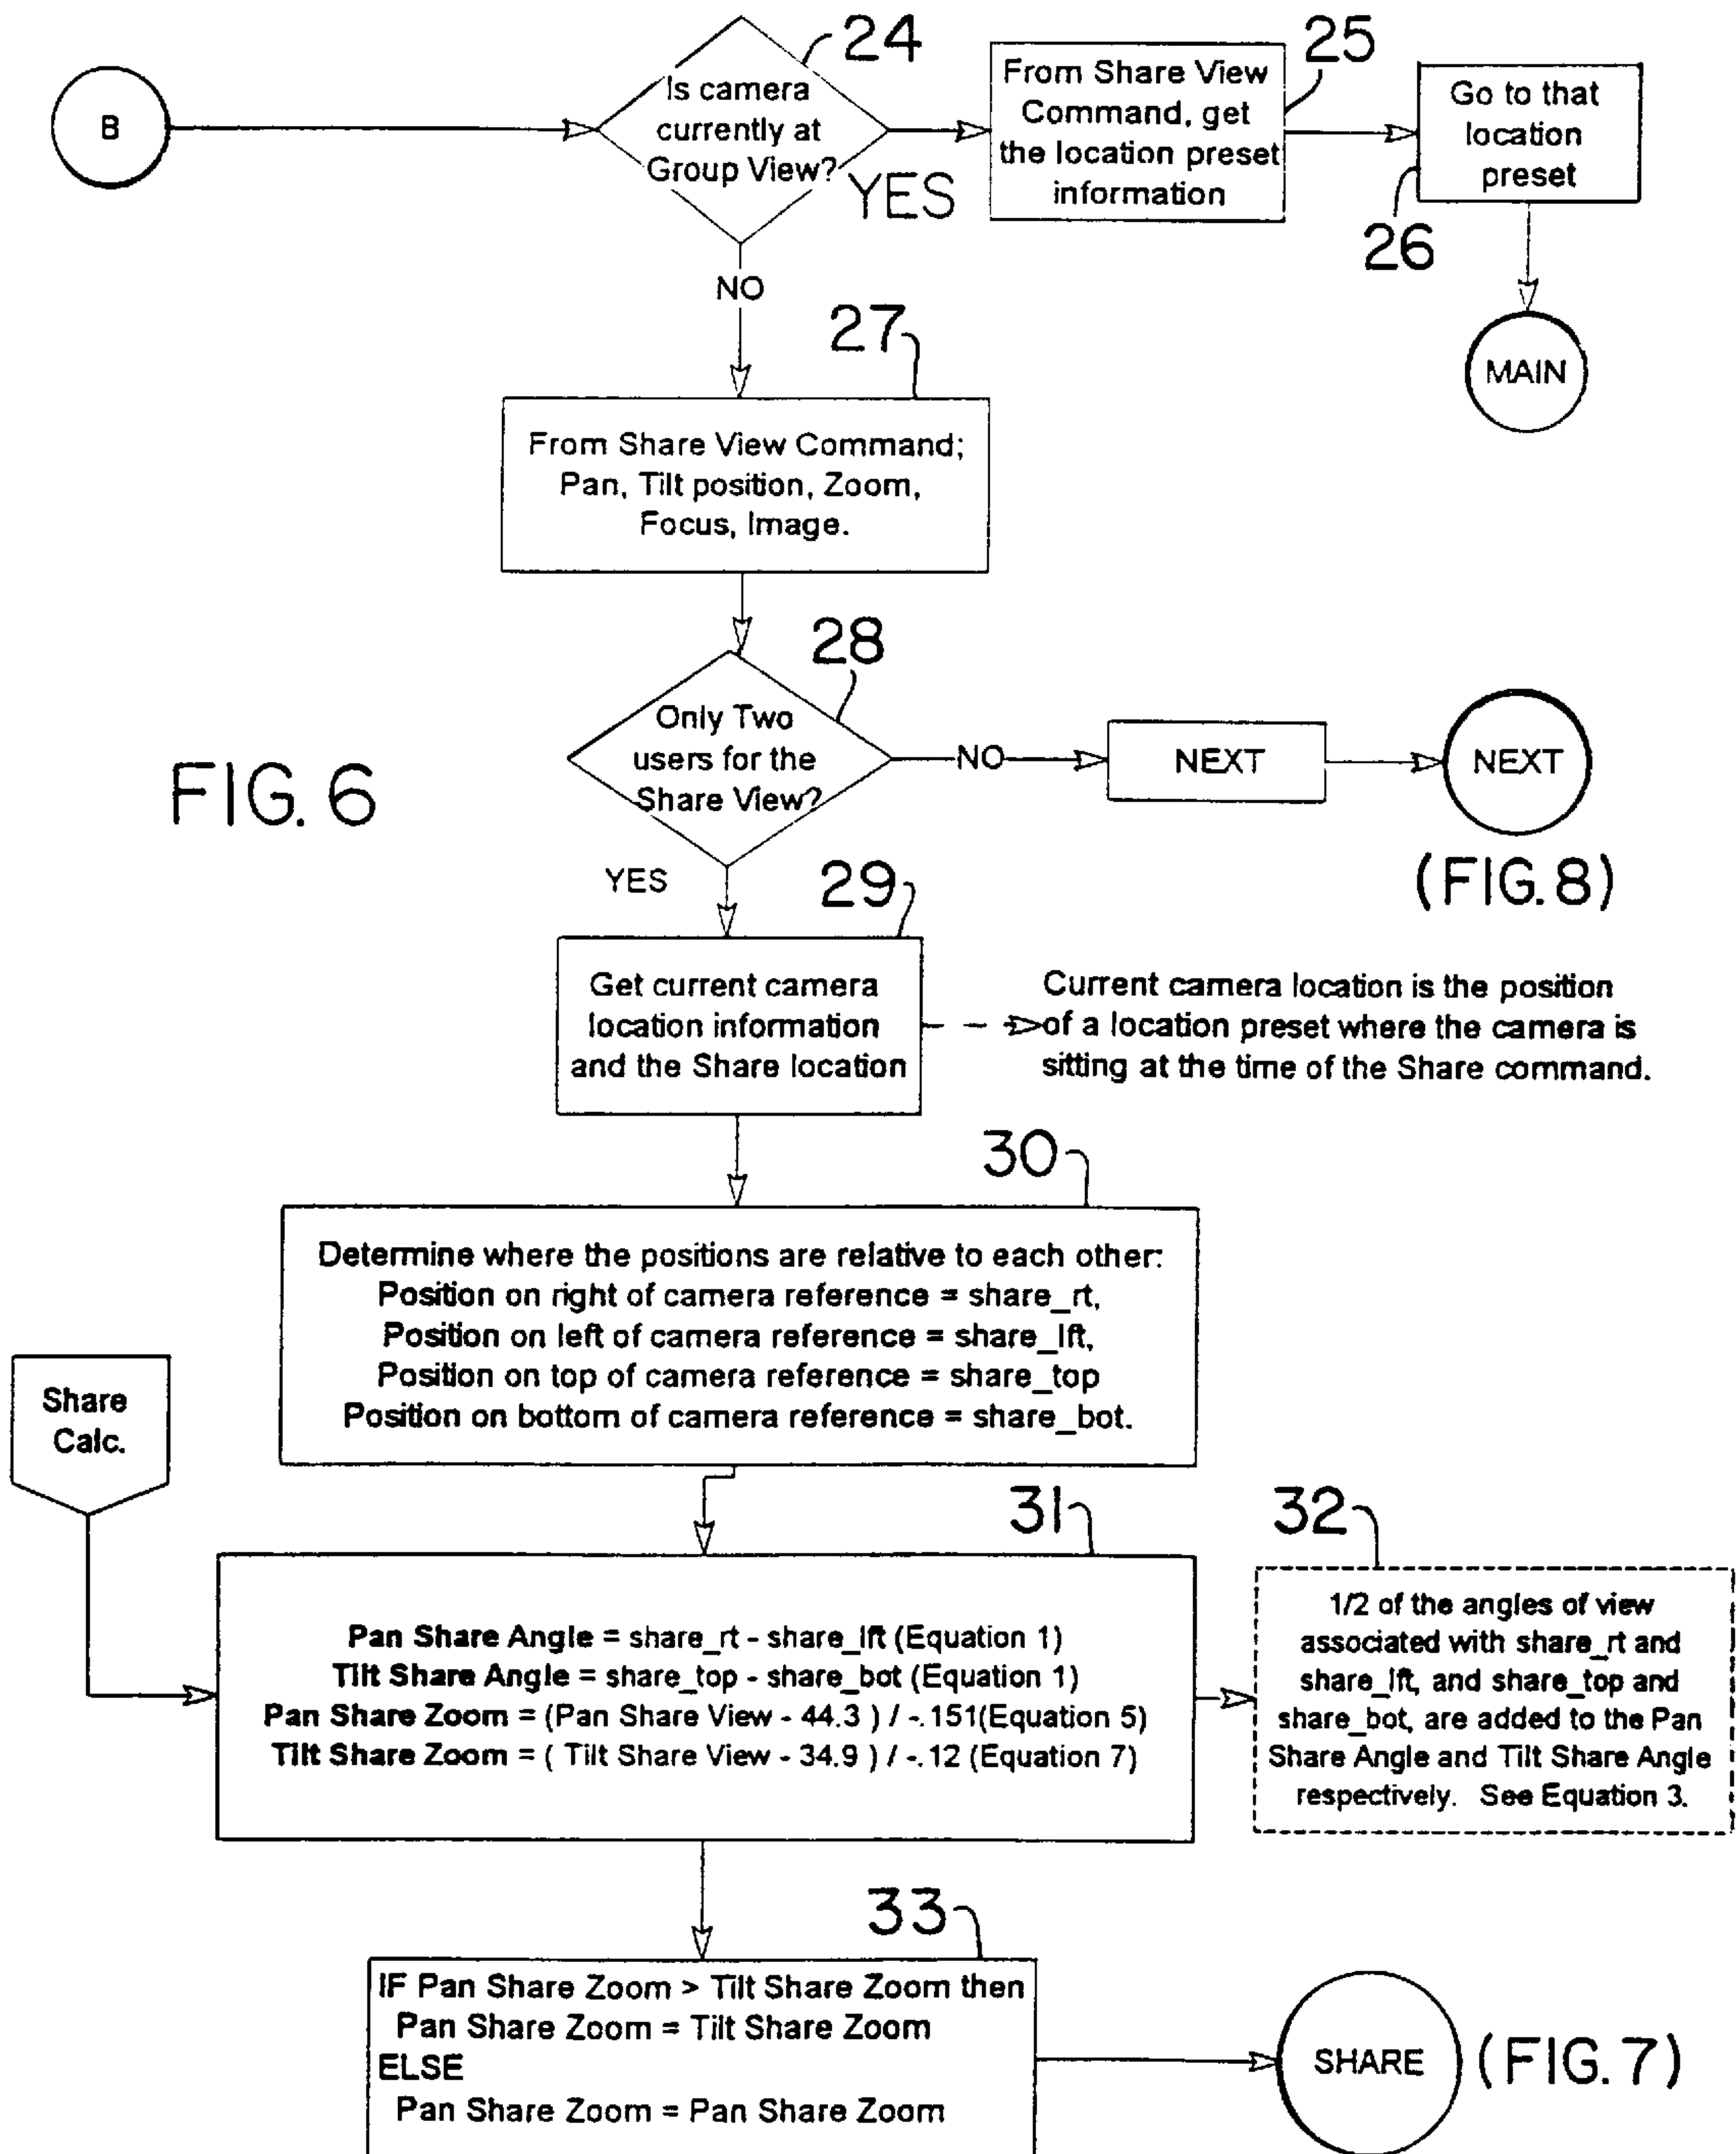 24
25
B
Is camera
currently at
Group View?
YES
From Share View
Command, get
the location preset
information
Go to that
location
preset
26
MAIN
NO
27
From Share View Command;
Pan, Tilt position, Zoom,
Focus, Image.
28
Only Two
users for the
Share View?
NO
NEXT
NEXT
(FIG. 8)
FIG. 6
YES
29
Get current camera
location information
and the Share location
Current camera location is the position
of a location preset where the camera is
sitting at the time of the Share command.
30
Determine where the positions are relative to each other:
Position on right of camera reference = share_rt,
Position on left of camera reference = share_lft,
Position on top of camera reference = share_top
Position on bottom of camera reference = share_bot.
Share
Calc.
31
32
Pan Share Angle = share_rt - share_lft (Equation 1)
Tilt Share Angle = share_top - share_bot (Equation 1)
Pan Share Zoom = (Pan Share View - 44.3 ) / -.151(Equation 5)
Tilt Share Zoom = ( Tilt Share View - 34.9 ) / -.12 (Equation 7)
1/2 of the angles of view
associated with share_rt and
share_lft, and share_top and
share_bot, are added to the Pan
Share Angle and Tilt Share Angle
respectively. See Equation 3.
33
IF Pan Share Zoom > Tilt Share Zoom then
Pan Share Zoom = Tilt Share Zoom
ELSE
Pan Share Zoom = Pan Share Zoom
SHARE
(FIG. 7)